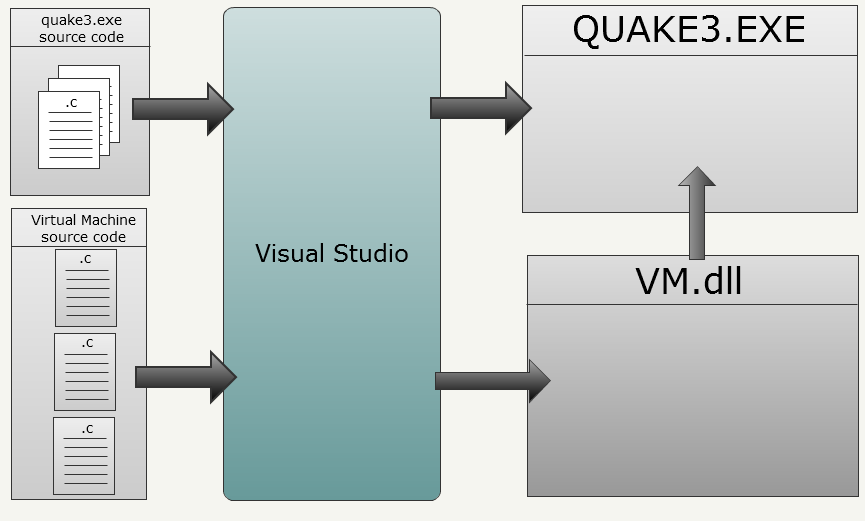 quake3.exe
source code
.c
Virtual Machine
source code
.c
.c
.c
Visual Studio
QUAKE3.EXE
VM.dll